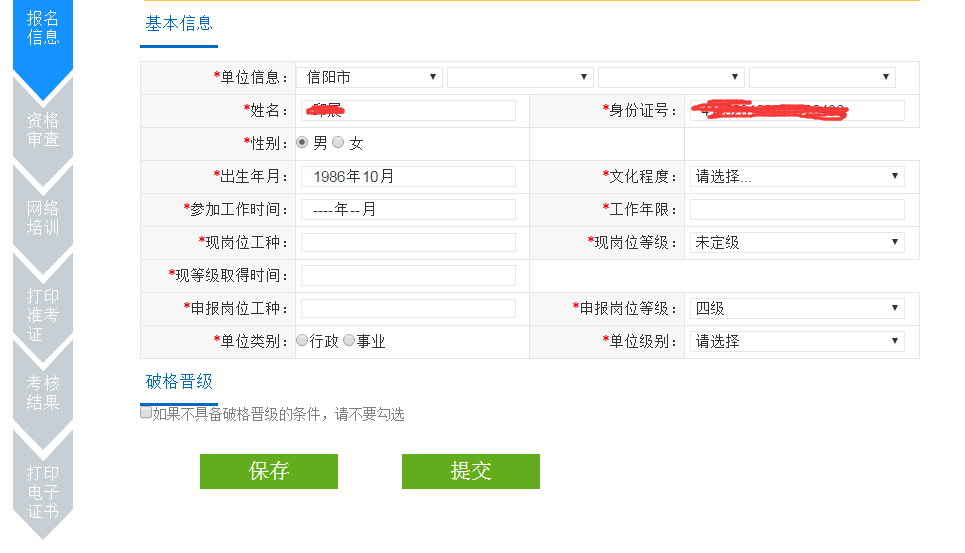 报名
信息
资格
审查
网络
培训
打印
准考
证
考核
结果
打印
电子
证书
基本信息
*单位信息： 信阳市
*姓名： *身份证号：
*性别： 男 女
*出生年月： 1986年10月 *文化程度： 请选择...
*参加工作时间： ----年--月 *工作年限：
*现岗位工种： *现岗位等级： 未定级
*现等级取得时间：
*申报岗位工种： *申报岗位等级： 四级
*单位类别： 行政 事业 *单位级别： 请选择
破格晋级
如果不具备破格晋级的条件，请不要勾选
保存 提交